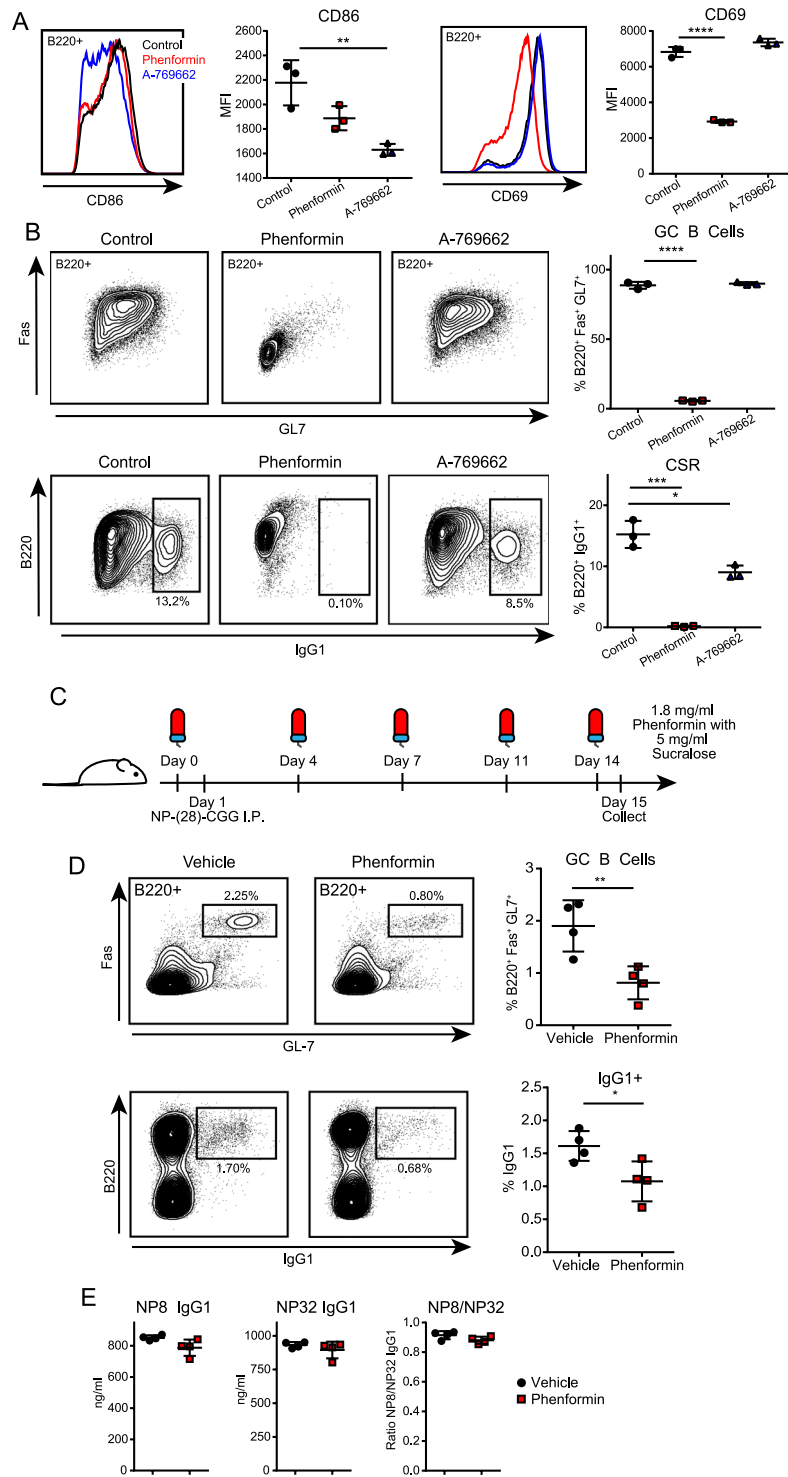 A
B220+
Control
Phenformin
A-769662
CD86
CD86
**
MFI
2400
2200
2000
1800
1600
1400
Control
Phenformin
A-769662
B220+
CD69
CD69
****
MFI
8000
6000
4000
2000
0
Control
Phenformin
A-769662
B
Control
Phenformin
A-769662
B220+
B220+
B220+
Fas
GL7
GC B Cells
****
% B220+ Fas+ GL7+
100
50
0
Control
Phenformin
A-769662
Control
Phenformin
A-769662
B220
13.2%
0.10%
8.5%
IgG1
CSR
***
*
% B220+ IgG1+
20
10
0
Control
Phenformin
A-769662
C
Day 0
Day 4
Day 7
Day 11
Day 14
1.8 mg/ml
Phenformin with
5 mg/ml
Sucralose
Day 1
NP-(28)-CGG I.P.
Day 15
Collect
D
Vehicle
Phenformin
B220+
2.25%
B220+
0.80%
Fas
GL-7
GC B Cells
**
% B220+ Fas+ GL7+
3
2
1
0
Vehicle
Phenformin
B220
1.70%
0.68%
IgG1
IgG1+
*
% IgG1
2.5
2.0
1.5
1.0
0.5
0.0
Vehicle
Phenformin
E
NP8 IgG1
ng/ml
800
600
400
200
0
NP32 IgG1
ng/ml
900
600
300
0
NP8/NP32
Ratio NP8/NP32 IgG1
1.0
0.8
0.6
0.4
0.2
0.0
Vehicle
Phenformin